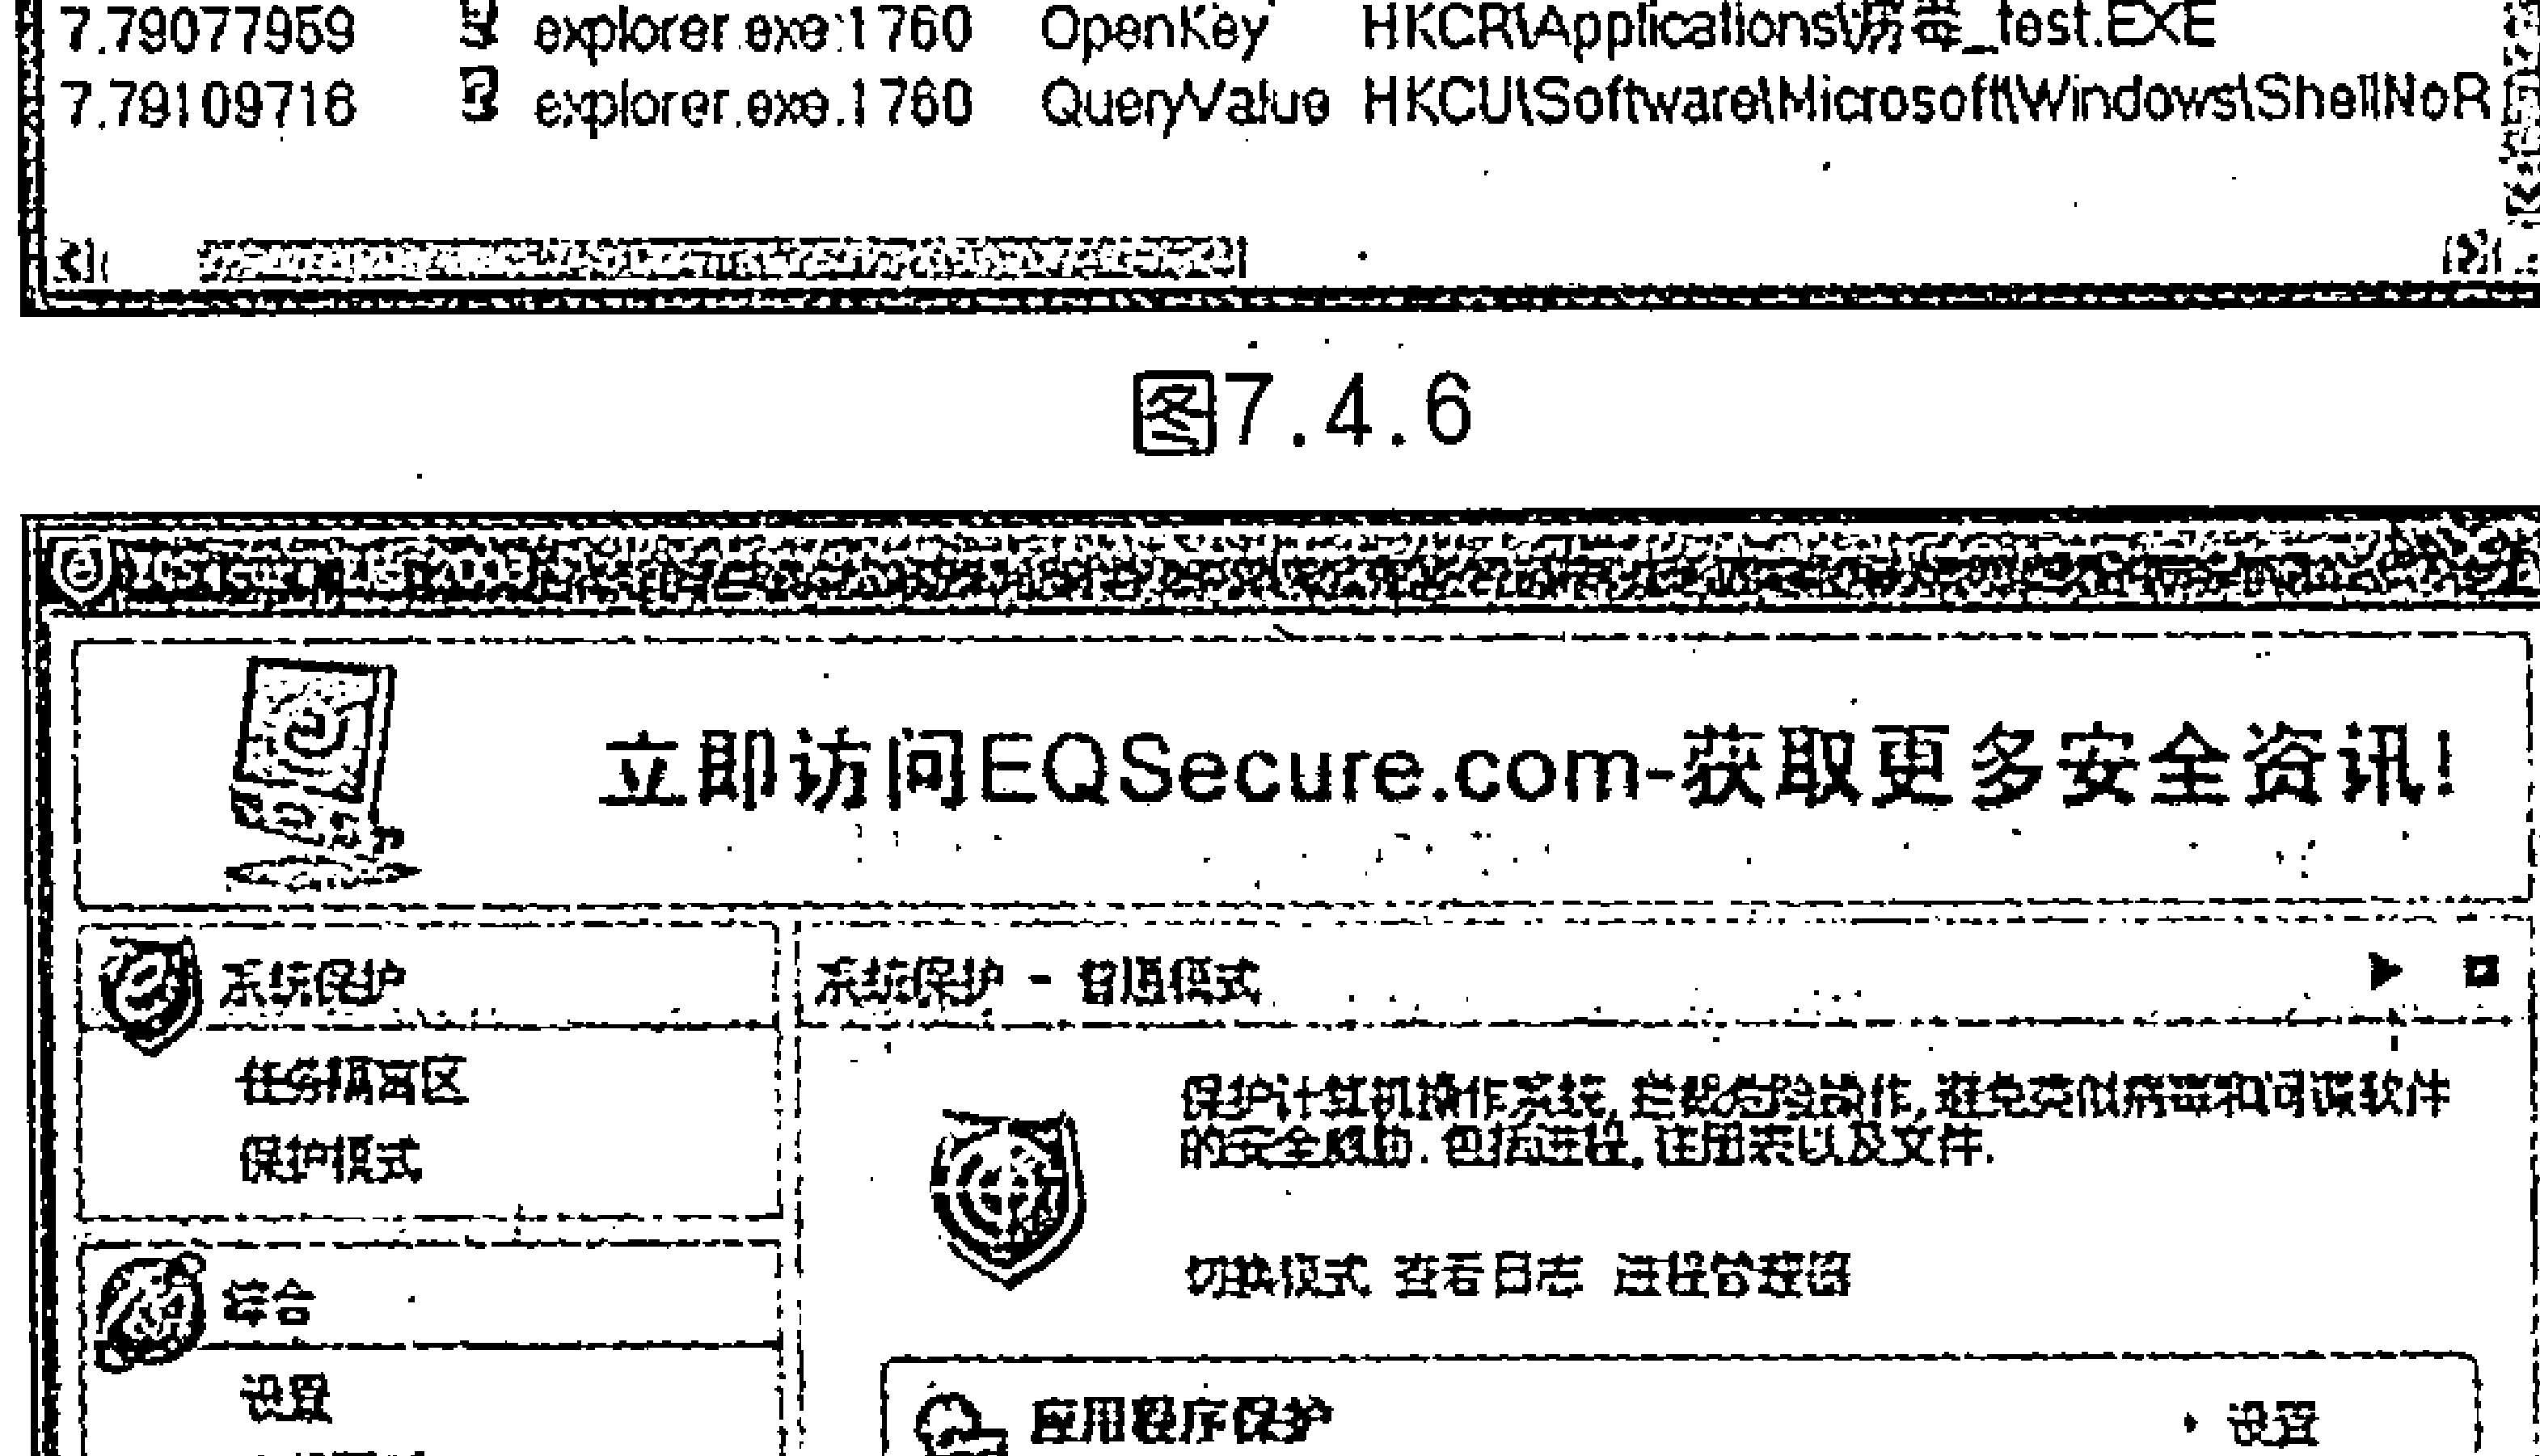 7.79077959 explorer.exe:1760 OpenKey HKCR\Applications\病毒_test.EXE
7.79109716 explorer.exe:1760 QueryValue HKCU\Software\Microsoft\Windows\ShellNoR
图7.4.6
立即访问EQSecure.com-获取更多安全资讯!
系统保护
系统保护 - 普通模式
任务隔离区
保护计算机操作系统,拦截危险操作,避免类似病毒和间谍软件
的安全威胁.包括进程,注册表以及文件.
保护模式
切换模式 查看日志 进程管理器
综合
设置
应用程序保护
设置